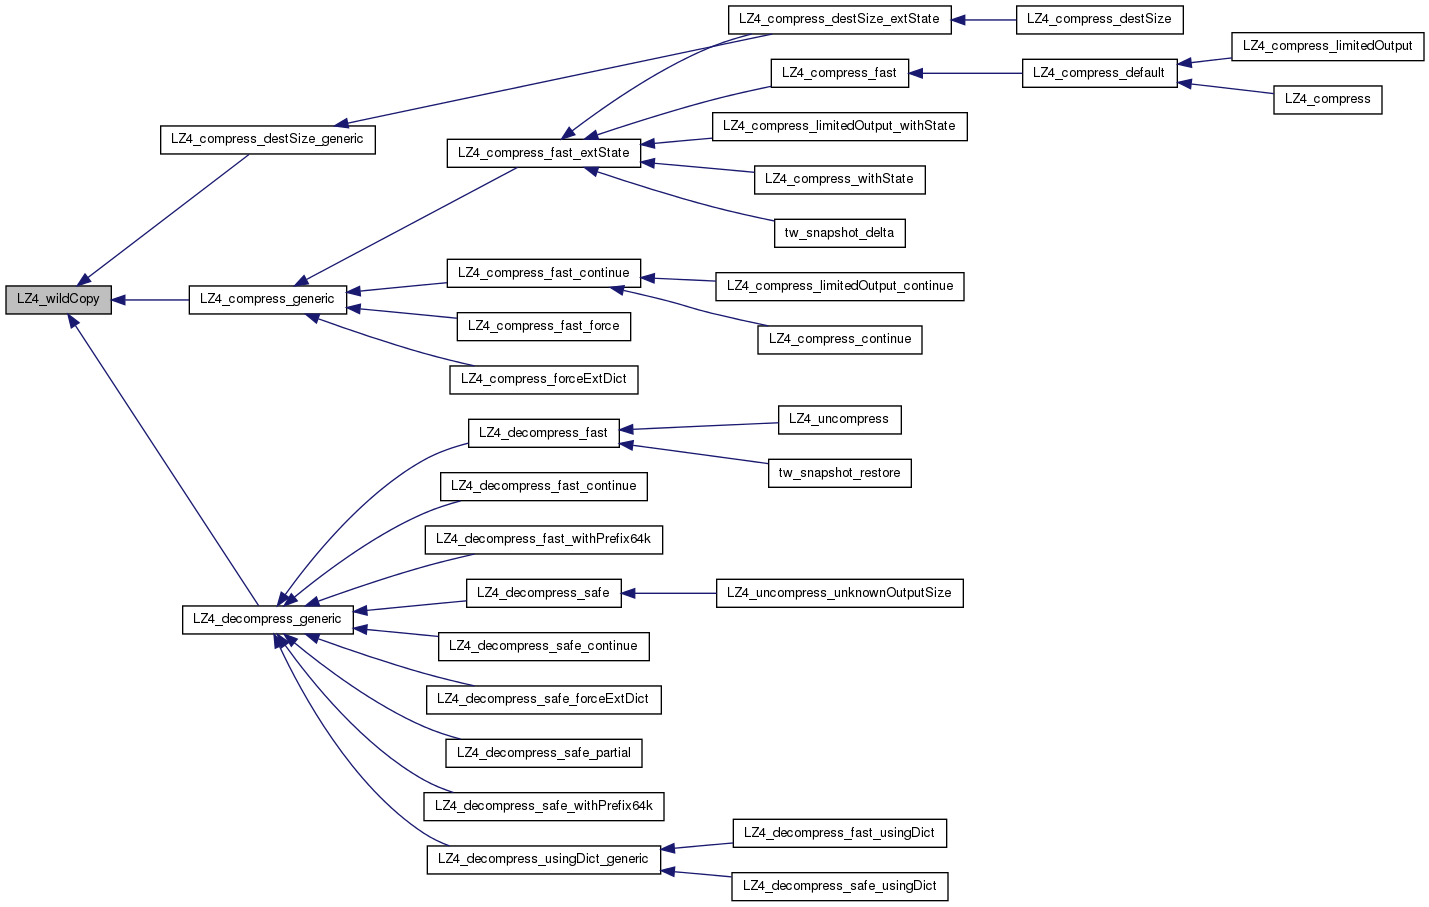 LZ4_compress_destSize_extState
LZ4_compress_destSize
LZ4_compress_limitedOutput
LZ4_compress_fast
LZ4_compress_default
LZ4_compress
LZ4_compress_destSize_generic
LZ4_compress_limitedOutput_withState
LZ4_compress_fast_extState
LZ4_compress_withState
tw_snapshot_delta
LZ4_wildCopy
LZ4_compress_generic
LZ4_compress_fast_continue
LZ4_compress_limitedOutput_continue
LZ4_compress_fast_force
LZ4_compress_continue
LZ4_compress_forceExtDict
LZ4_decompress_fast
LZ4_uncompress
tw_snapshot_restore
LZ4_decompress_fast_continue
LZ4_decompress_fast_withPrefix64k
LZ4_decompress_generic
LZ4_decompress_safe
LZ4_uncompress_unknownOutputSize
LZ4_decompress_safe_continue
LZ4_decompress_safe_forceExtDict
LZ4_decompress_safe_partial
LZ4_decompress_safe_withPrefix64k
LZ4_decompress_usingDict_generic
LZ4_decompress_fast_usingDict
LZ4_decompress_safe_usingDict